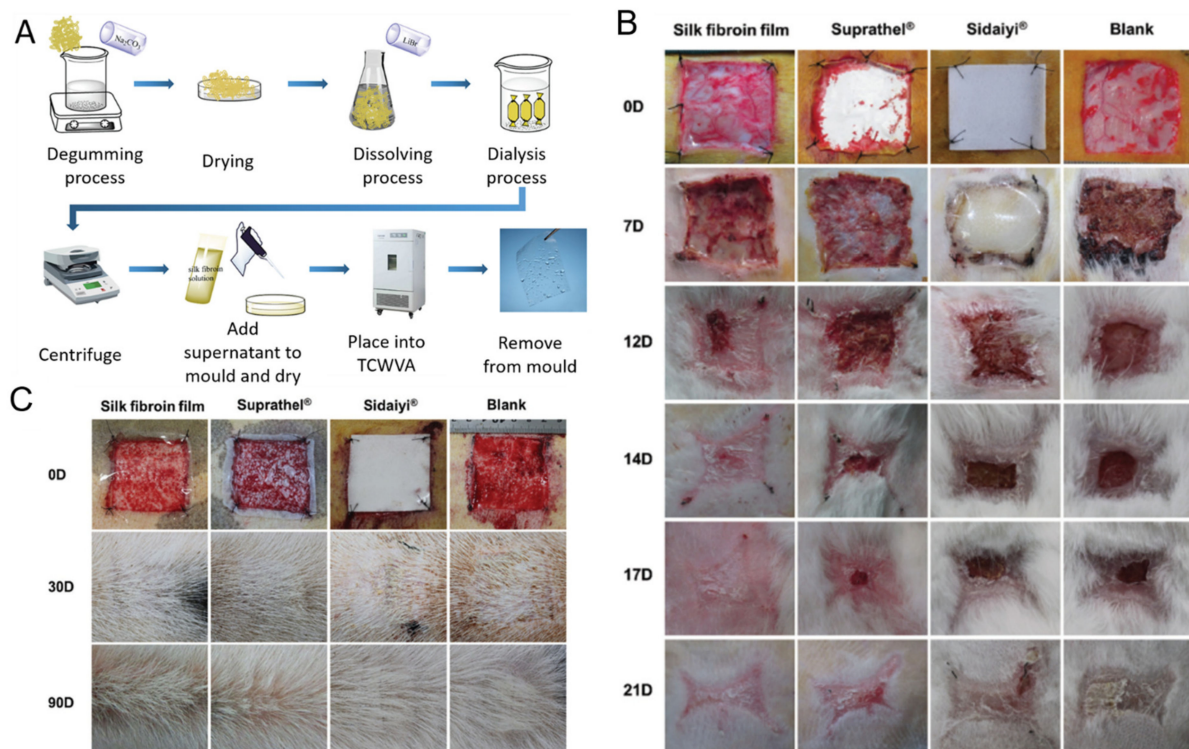 A
Na₂CO₃
LiBr
Degumming
process
Drying
Dissolving
process
Dialysis
process
silk fibroin
solution
Centrifuge
Add
supernatant to
mould and dry
Place into
TCWVA
Remove
from mould
B
Silk fibroin film
Suprathel®
Sidaiyi®
Blank
0D
7D
12D
14D
17D
21D
C
Silk fibroin film
Suprathel®
Sidaiyi®
Blank
0D
30D
90D